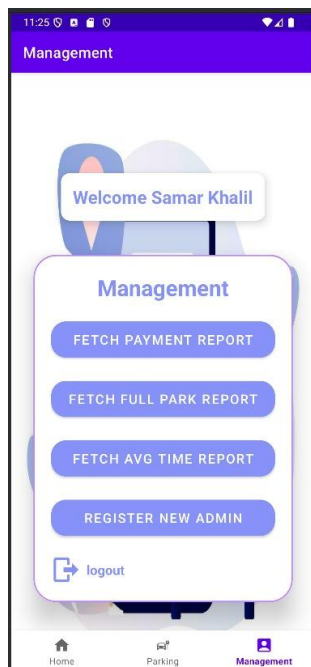 11:25
Management
Welcome Samar Khalil
Management
FETCH PAYMENT REPORT
FETCH FULL PARK REPORT
FETCH AVG TIME REPORT
REGISTER NEW ADMIN
logout
Home Parking Management